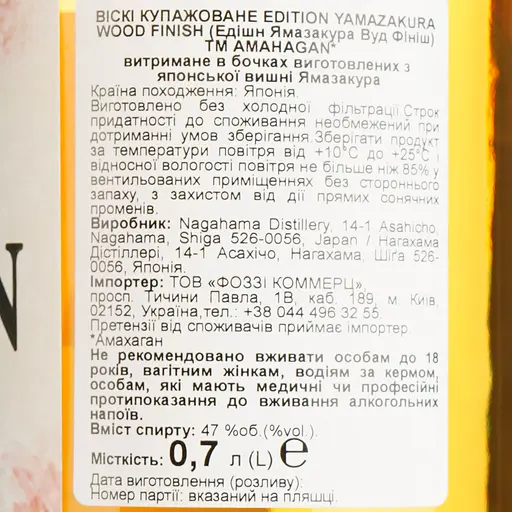 ВІСКІ КУПАЖОВАНЕ EDITION YAMAZAKURA
WOOD FINISH (Едішн Ямазакура Вуд Фініш)
ТМ AMAHAGAN*
витримане в бочках виготовлених з
японської вишні Ямазакура
Країна походження: Японія.
Виготовлено без холодної фільтрації.Строк
придатності до споживання необмежений при
дотриманні умов зберігання.Зберігати продукт
за температури повітря від +10°С до +25°С і
відносної вологості повітря не більше ніж 85% у
вентильованих приміщеннях без стороннього
запаху, з захистом від дії прямих сонячних
променів.
Виробник: Nagahama Distillery, 14-1 Asahicho,
Nagahama, Shiga 526-0056, Japan / Нагахама
Дістіллері, 14-1 Асахічо, Нагахама, Шіґа 526-
0056, Японія.
Імпортер: ТОВ «ФОЗЗІ КОММЕРЦ»,
просп. Тичини Павла, 1В, каб. 189, м Київ,
02152, Україна,тел.: +38 044 496 32 55.
Претензії від споживачів приймає імпортер.
*Амахаган
Не рекомендовано вживати особам до 18
років, вагітним жінкам, водіям за кермом,
особам, які мають медичні чи професійні
протипоказання до вживання алкогольних
напоїв.
Вміст спирту: 47 %об.(%vol.).
Місткість: 0,7 л (L) e
Дата виготовлення (розливу):
Номер партії: вказаний на пляшці.
N